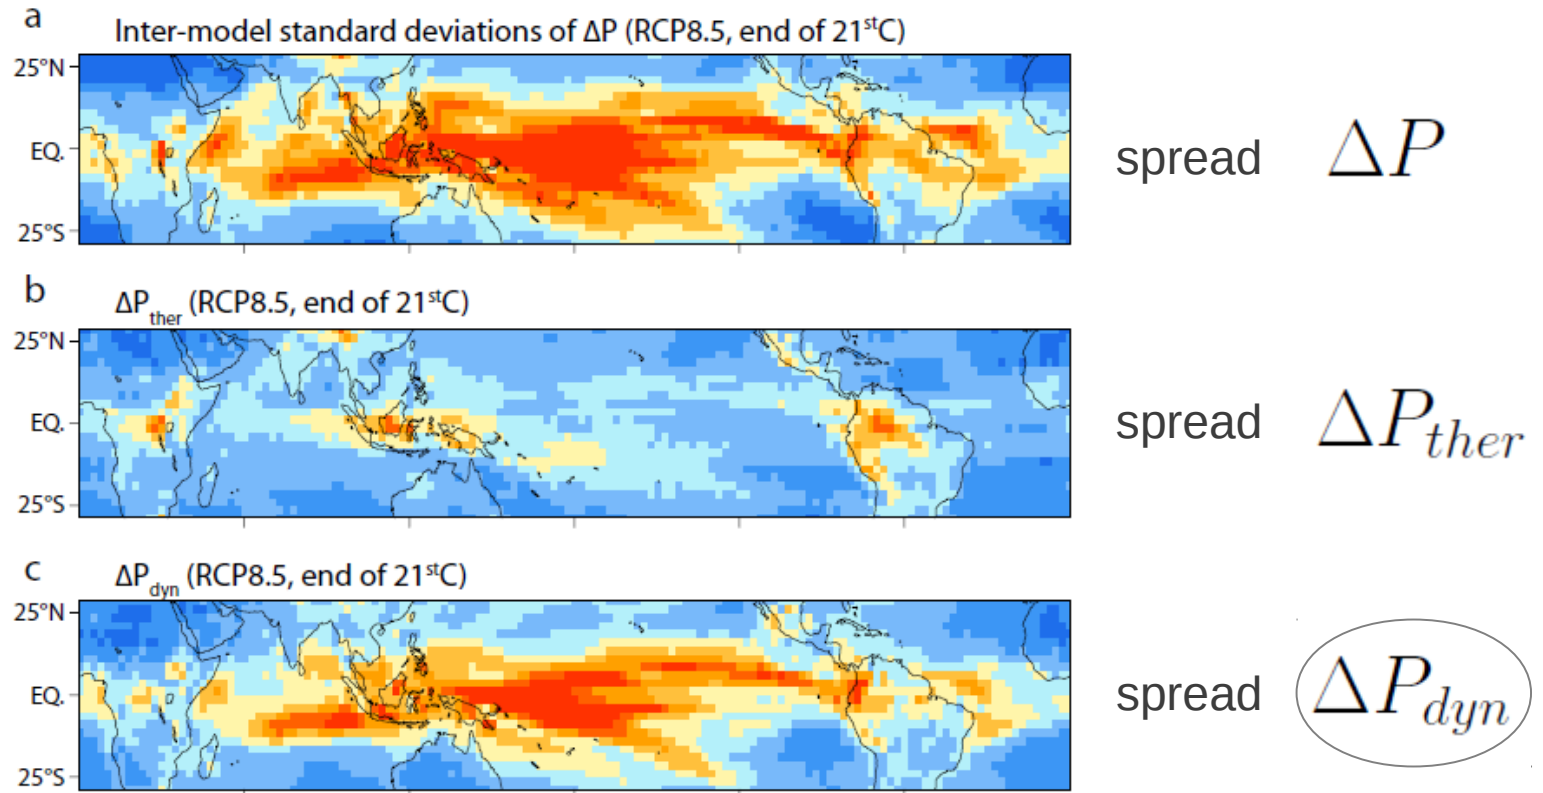 a
Inter-model standard deviations of ΔP (RCP8.5, end of 21stC)
25°N
EQ.
25°S
spread ΔP
b
ΔPther (RCP8.5, end of 21stC)
25°N
EQ.
25°S
spread ΔPther
c
ΔPdyn (RCP8.5, end of 21stC)
25°N
EQ.
25°S
spread ΔPdyn